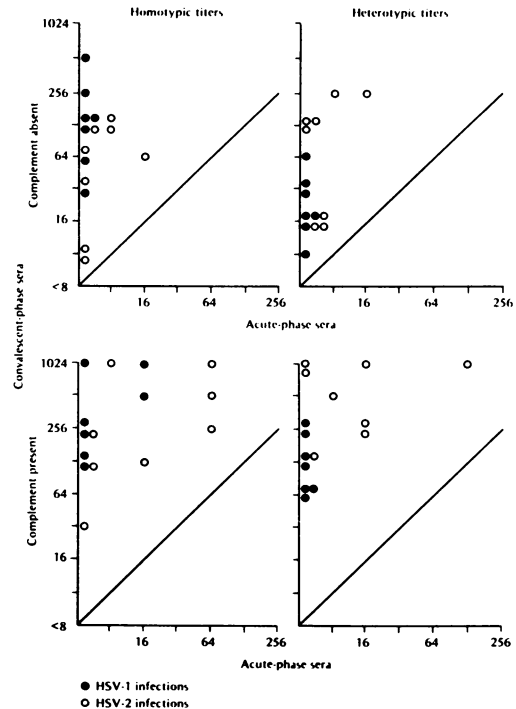 Homotypic titers
Heterotypic titers
Convalescent-phase sera
Complement absent
1024
256
64
16
<8
16
64
256
16
64
256
Acute-phase sera
Complement present
1024
256
64
16
<8
16
64
256
16
64
256
Acute-phase sera
HSV-1 infections
HSV-2 infections